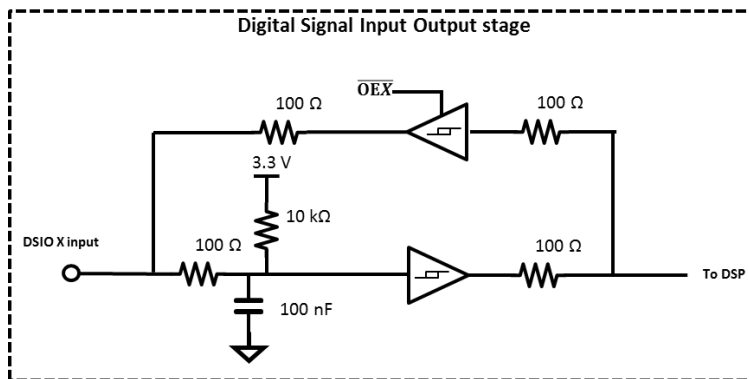 Digital Signal Input Output stage
OEX
100 Ω
100 Ω
3.3 V
10 kΩ
DSIO X input
100 Ω
100 Ω
To DSP
100 nF